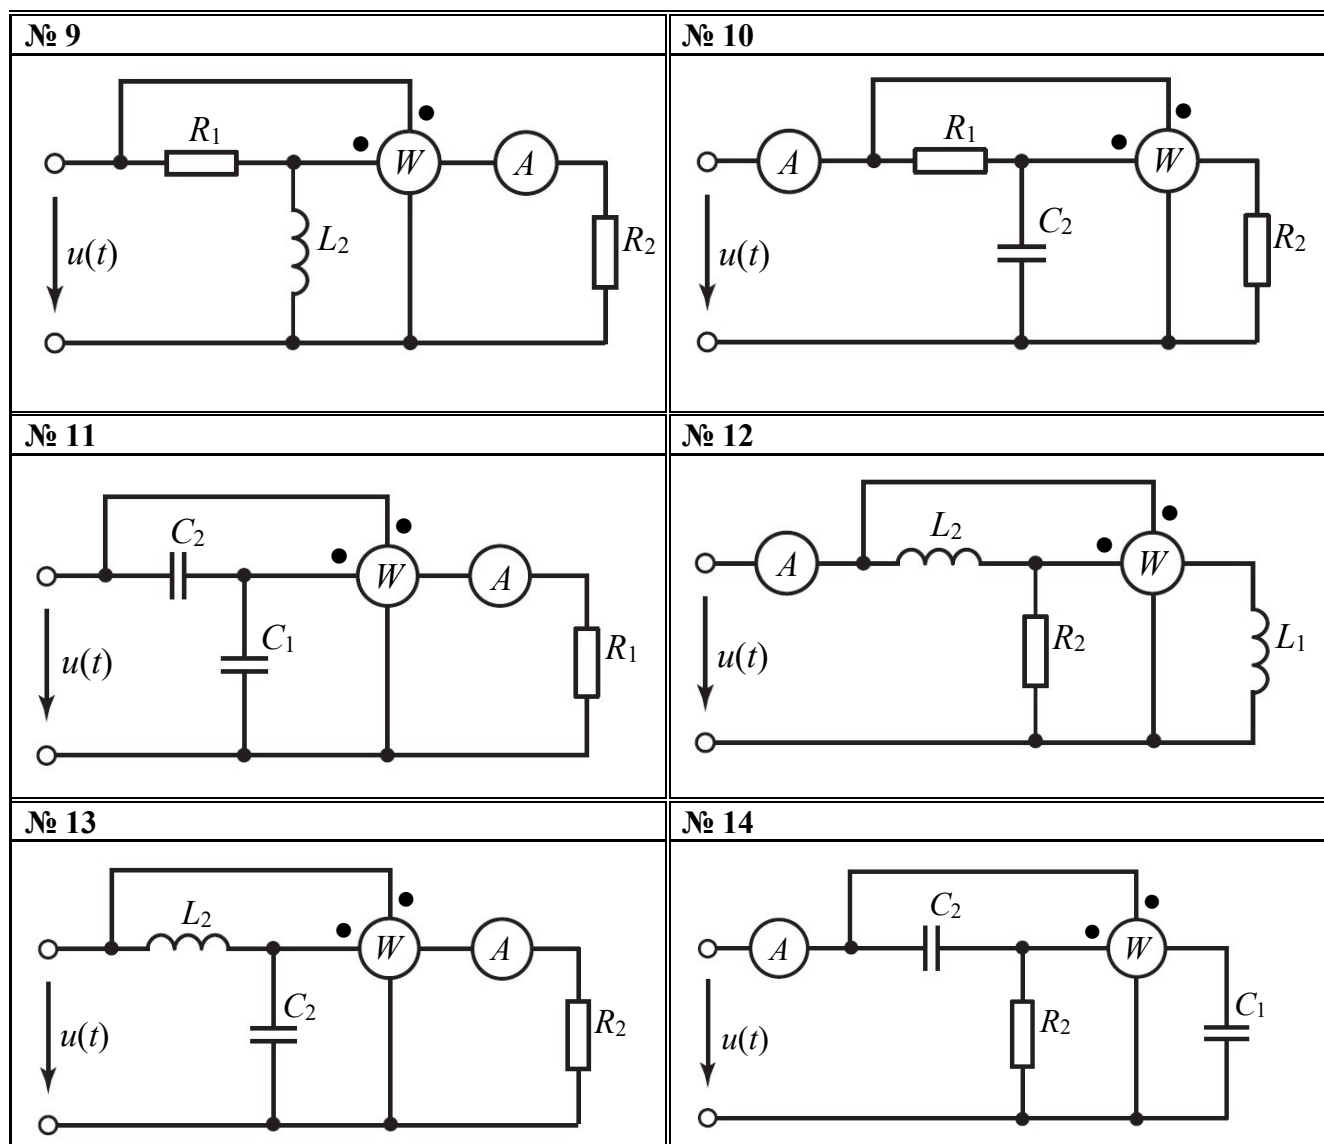 № 9
№ 10
R1
W
A
L2
R2
u(t)
A
R1
W
C2
R2
u(t)
№ 11
№ 12
C2
W
A
C1
R1
u(t)
A
L2
W
R2
L1
u(t)
№ 13
№ 14
L2
W
A
C2
R2
u(t)
A
C2
W
R2
C1
u(t)